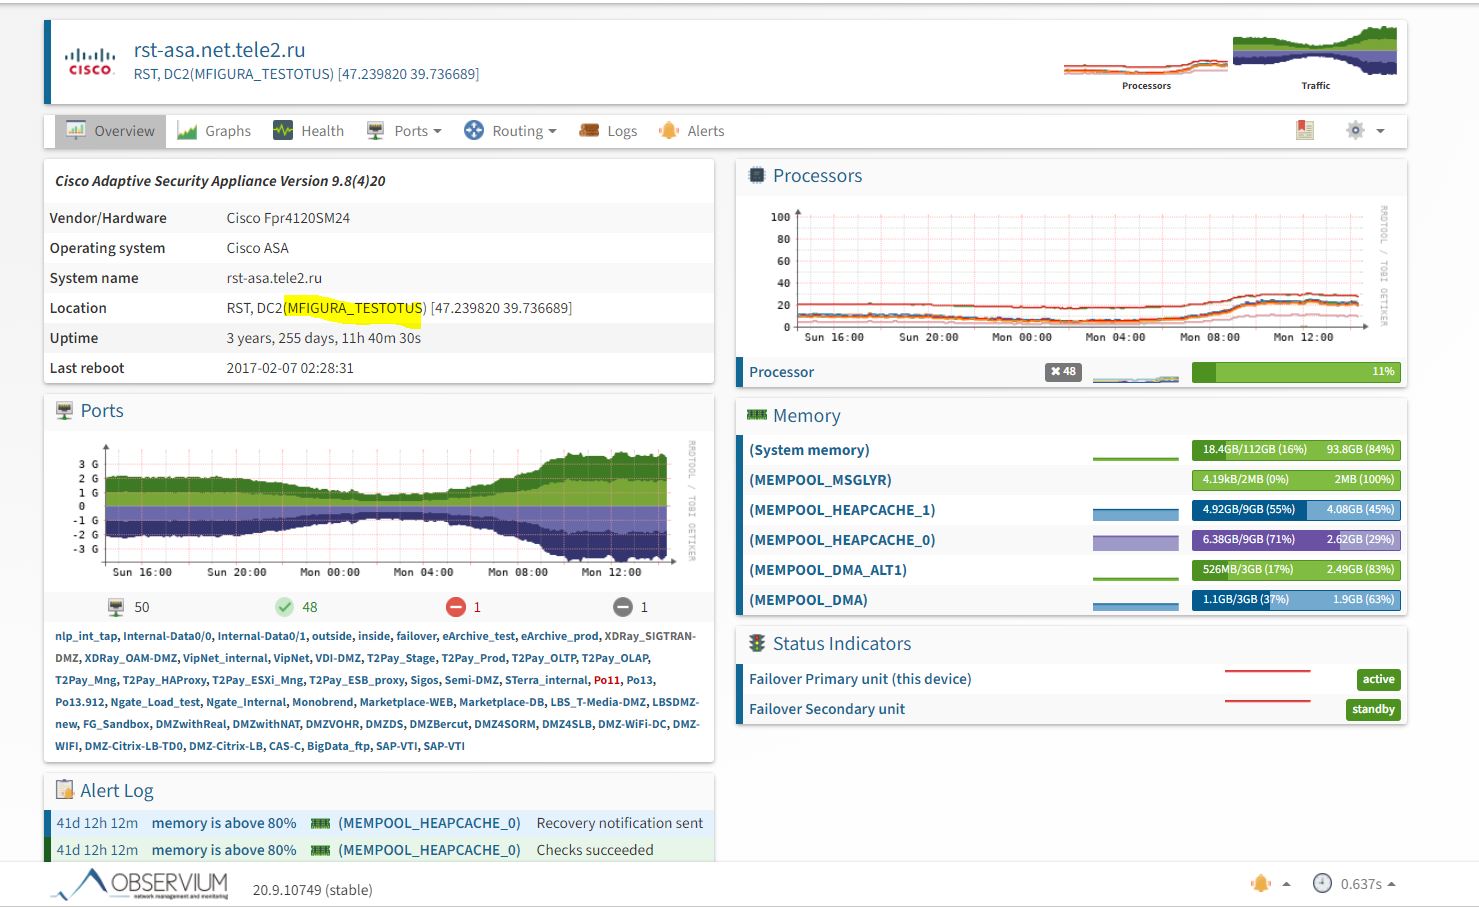 CISCO
rst-asa.net.tele2.ru
RST, DC2(MFIGURA_TESTOTUS) [47.239820 39.736689]
Processors
Traffic
Overview
Graphs
Health
Ports
Routing
Logs
Alerts
Cisco Adaptive Security Appliance Version 9.8(4)20
Vendor/Hardware Cisco Fpr4120SM24
Operating system Cisco ASA
System name rst-asa.tele2.ru
Location RST, DC2(MFIGURA_TESTOTUS) [47.239820 39.736689]
Uptime 3 years, 255 days, 11h 40m 30s
Last reboot 2017-02-07 02:28:31
Ports
3 G
2 G
1 G
0
-1 G
-2 G
-3 G
Sun 16:00 Sun 20:00 Mon 00:00 Mon 04:00 Mon 08:00 Mon 12:00
RRDTOOL / TOBI OETIKER
50 48 1 1
nlp_int_tap, Internal-Data0/0, Internal-Data0/1, outside, inside, failover, eArchive_test, eArchive_prod, XDRay_SIGTRAN-
DMZ, XDRay_OAM-DMZ, VipNet_internal, VipNet, VDI-DMZ, T2Pay_Stage, T2Pay_Prod, T2Pay_OLTP, T2Pay_OLAP,
T2Pay_Mng, T2Pay_HAProxy, T2Pay_ESXi_Mng, T2Pay_ESB_proxy, Sigos, Semi-DMZ, STerra_internal, Po11, Po13,
Po13.912, Ngate_Load_test, Ngate_Internal, Monobrend, Marketplace-WEB, Marketplace-DB, LBS_T-Media-DMZ, LBSDMZ-
new, FG_Sandbox, DMZwithReal, DMZwithNAT, DMZVOHR, DMZDS, DMZBercut, DMZ4SORM, DMZ4SLB, DMZ-WiFi-DC, DMZ-
WIFI, DMZ-Citrix-LB-TD0, DMZ-Citrix-LB, CAS-C, BigData_ftp, SAP-VTI, SAP-VTI
Alert Log
41d 12h 12m memory is above 80% (MEMPOOL_HEAPCACHE_0) Recovery notification sent
41d 12h 12m memory is above 80% (MEMPOOL_HEAPCACHE_0) Checks succeeded
Processors
100
80
60
40
20
0
Sun 16:00 Sun 20:00 Mon 00:00 Mon 04:00 Mon 08:00 Mon 12:00
RRDTOOL / TOBI OETIKER
Processor ✖ 48 11%
Memory
(System memory) 18.4GB/112GB (16%) 93.8GB (84%)
(MEMPOOL_MSGLYR) 4.19kB/2MB (0%) 2MB (100%)
(MEMPOOL_HEAPCACHE_1) 4.92GB/9GB (55%) 4.08GB (45%)
(MEMPOOL_HEAPCACHE_0) 6.38GB/9GB (71%) 2.62GB (29%)
(MEMPOOL_DMA_ALT1) 526MB/3GB (17%) 2.49GB (83%)
(MEMPOOL_DMA) 1.1GB/3GB (37%) 1.9GB (63%)
Status Indicators
Failover Primary unit (this device) active
Failover Secondary unit standby
OBSERVIUM
network management and monitoring
20.9.10749 (stable)
0.637s